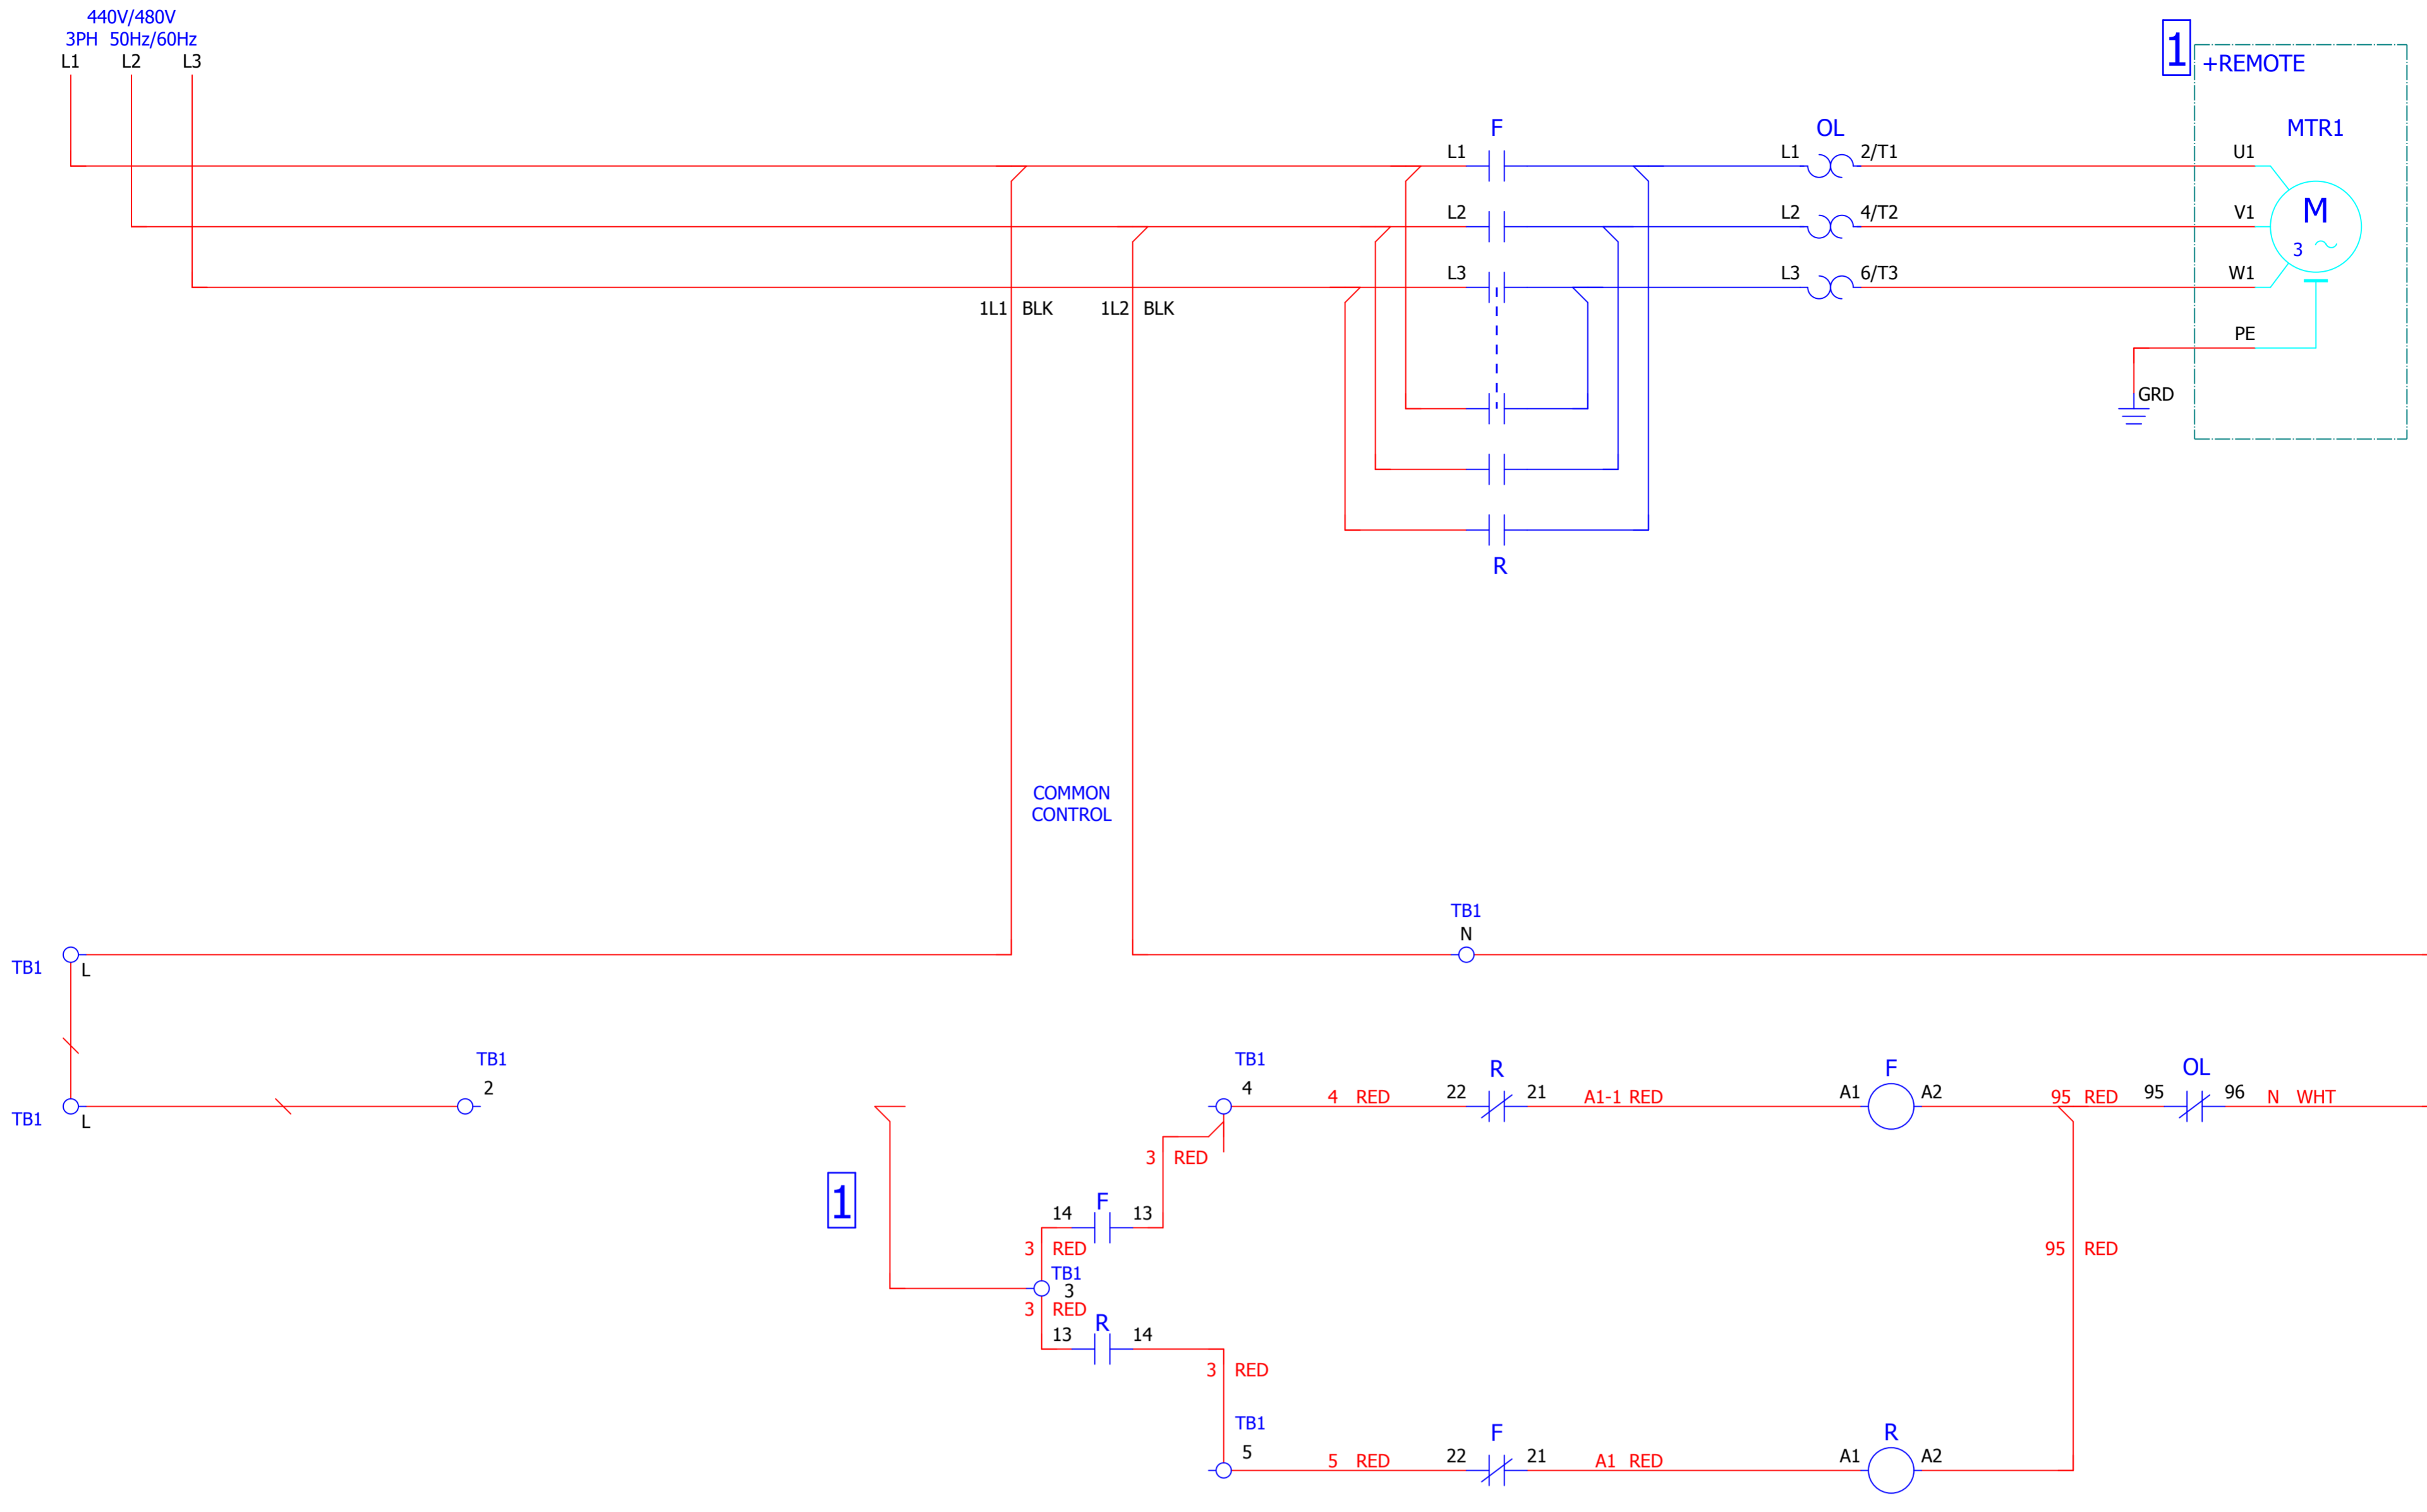 440V/480V
3PH 50Hz/60Hz
L1 L2 L3
1
+REMOTE
F OL MTR1
L1 L1 2/T1 U1
L2 L2 4/T2 V1
M
3
L3 L3 6/T3 W1
1L1 BLK 1L2 BLK
PE
GRD
R
COMMON
CONTROL
TB1
N
TB1
L
TB1 TB1 R F OL
2 4 4 RED 22 21 A1-1 RED A1 A2 95 RED 95 96 N WHT
TB1
L
3 RED
1
F
14 13
3 RED 95 RED
TB1
3
3 RED
R
13 14
3 RED
TB1 F R
5 5 RED 22 21 A1 RED A1 A2